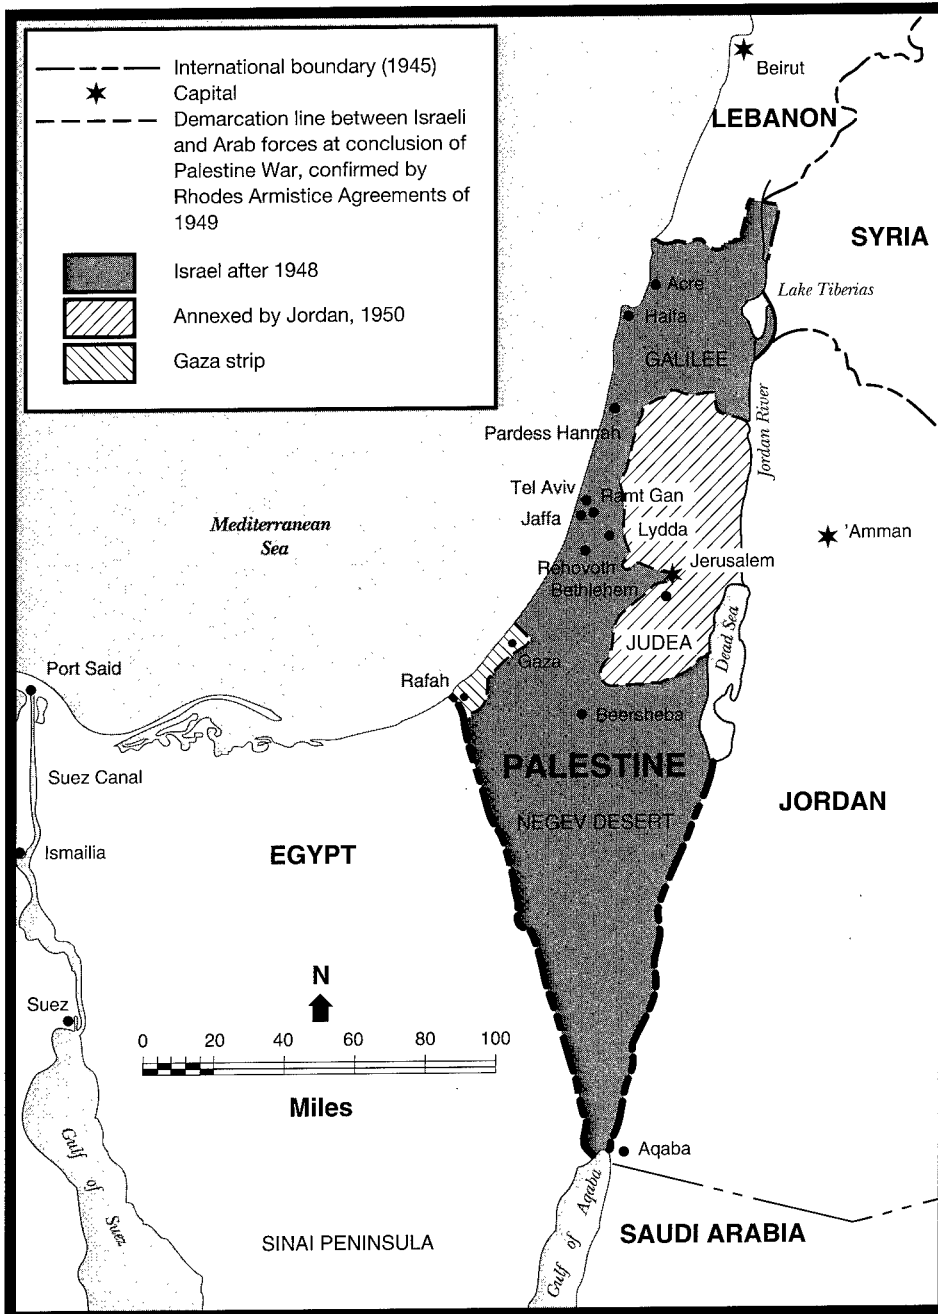 International boundary (1945)
Capital
Demarcation line between Israeli
and Arab forces at conclusion of
Palestine War, confirmed by
Rhodes Armistice Agreements of
1949
Israel after 1948
Annexed by Jordan, 1950
Gaza strip
Beirut
LEBANON
SYRIA
Acre
Lake Tiberias
Haifa
GALILEE
Jordan River
Pardess Hannah
Tel Aviv
Ramt Gan
Jaffa
Mediterranean
Sea
Lydda
'Amman
Jerusalem
Rehovoth
Bethlehem
JUDEA
Dead Sea
Gaza
Port Said
Rafah
Beersheba
PALESTINE
Suez Canal
JORDAN
NEGEV DESERT
Ismailia
EGYPT
N
Suez
0 20 40 60 80 100
Miles
Gulf of Suez
Aqaba
Gulf of Aqaba
SAUDI ARABIA
SINAI PENINSULA